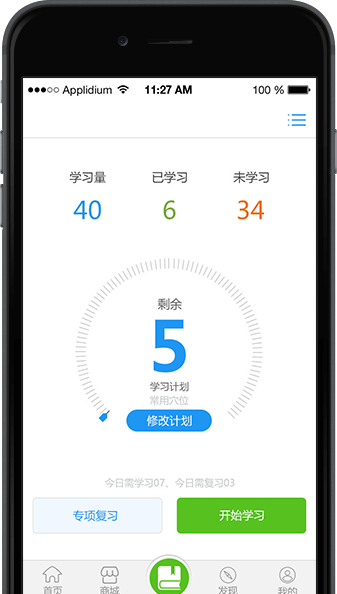 Applidium 11:27 AM 100 %
学习量 已学习 未学习
40 6 34
剩余
5
学习计划
常用穴位
修改计划
今日需学习07、今日需复习03
专项复习 开始学习
首页 商城 发现 我的